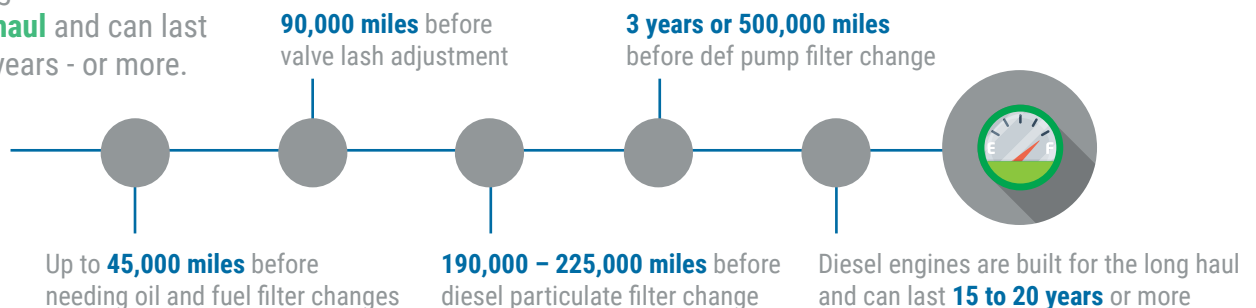 haul and can last
years - or more.
90,000 miles before
valve lash adjustment
3 years or 500,000 miles
before def pump filter change
E F
Up to 45,000 miles before
needing oil and fuel filter changes
190,000 – 225,000 miles before
diesel particulate filter change
Diesel engines are built for the long haul
and can last 15 to 20 years or more